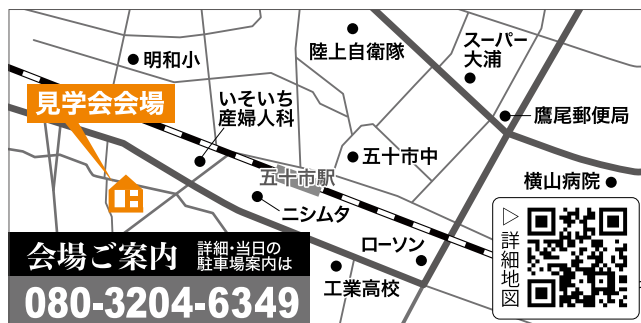 明和小
陸上自衛隊
スーパー
大浦
見学会会場
いそいち
産婦人科
鷹尾郵便局
五十市中
五十市駅
横山病院
ニシムタ
ローソン
工業高校
会場ご案内
詳細・当日の
駐車場案内は
080-3204-6349
▷詳細地図